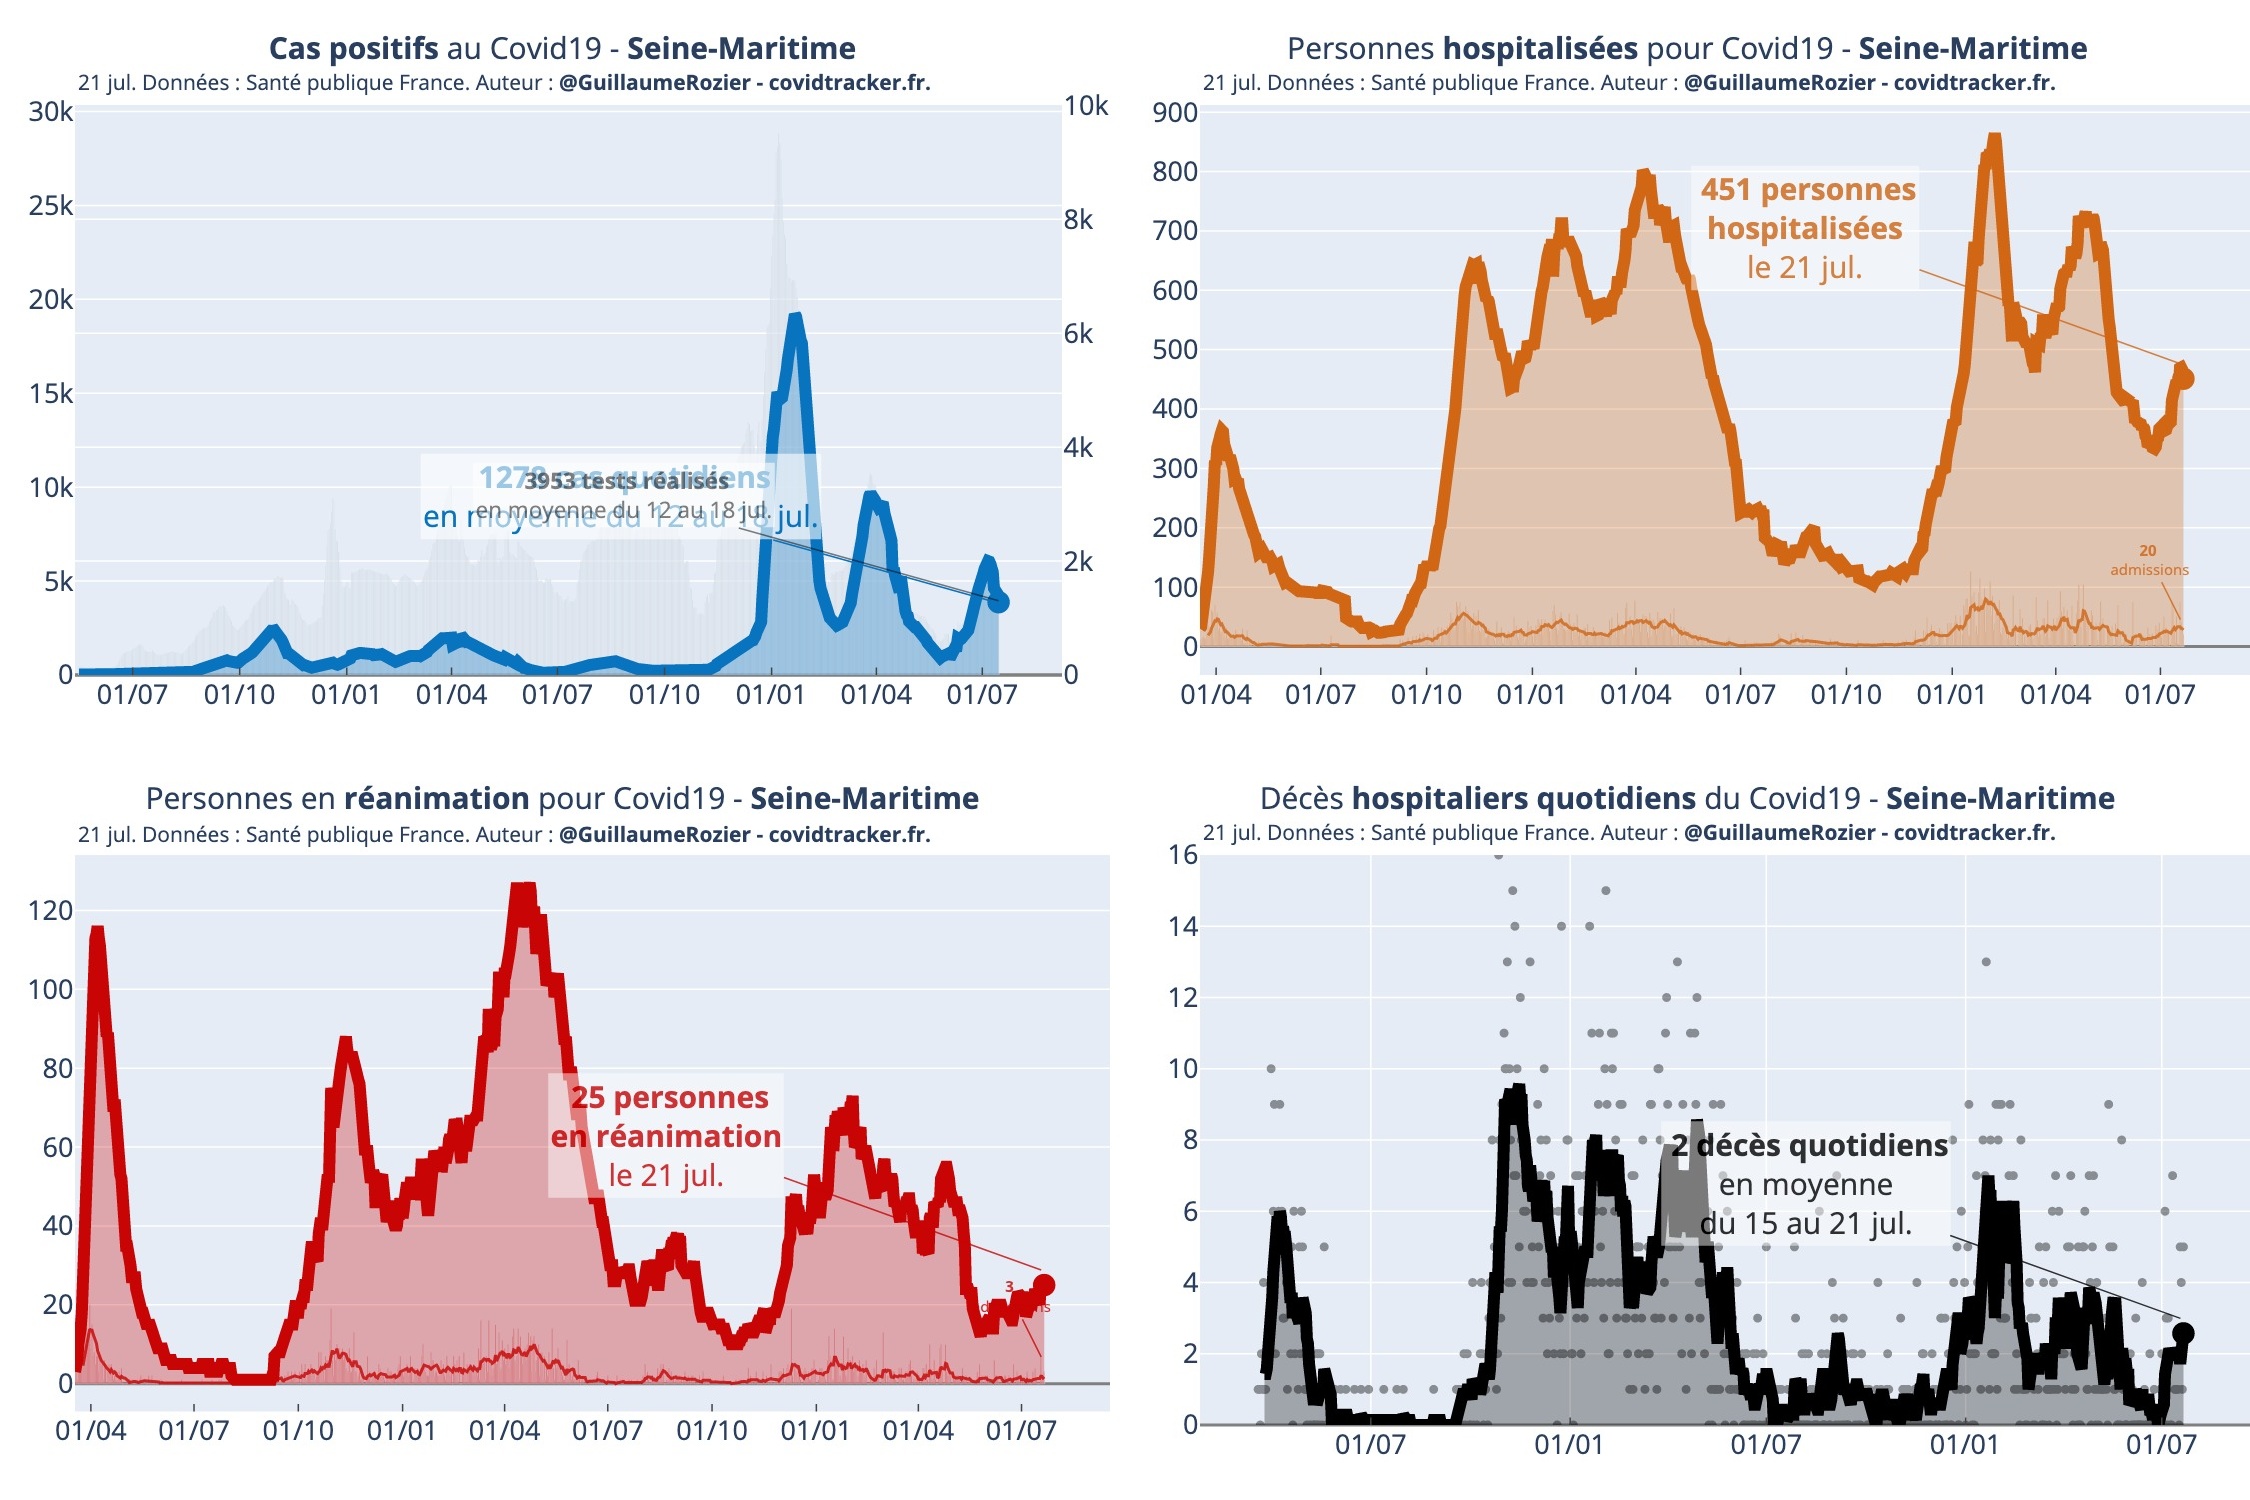 Cas positifs au Covid19 - Seine-Maritime
21 jul. Données : Santé publique France. Auteur : @GuillaumeRozier - covidtracker.fr.
30k
25k
20k
15k
10k
5k
0
10k
8k
6k
4k
2k
0
cas quotidiens
3953 tests réalisés
en moyenne du 12 au 18 jul.
en moyenne du 12 au 18 jul.
01/07 01/10 01/01 01/04 01/07 01/10 01/01 01/04 01/07
Personnes hospitalisées pour Covid19 - Seine-Maritime
21 jul. Données : Santé publique France. Auteur : @GuillaumeRozier - covidtracker.fr.
900
800
700
600
500
400
300
200
100
0
451 personnes
hospitalisées
le 21 jul.
20
admissions
01/04 01/07 01/10 01/01 01/04 01/07 01/10 01/01 01/04 01/07
Personnes en réanimation pour Covid19 - Seine-Maritime
21 jul. Données : Santé publique France. Auteur : @GuillaumeRozier - covidtracker.fr.
120
100
80
60
40
20
0
25 personnes
en réanimation
le 21 jul.
3
01/04 01/07 01/10 01/01 01/04 01/07 01/10 01/01 01/04 01/07
Décès hospitaliers quotidiens du Covid19 - Seine-Maritime
21 jul. Données : Santé publique France. Auteur : @GuillaumeRozier - covidtracker.fr.
16
14
12
10
8
6
4
2
0
2 décès quotidiens
en moyenne
du 15 au 21 jul.
01/07 01/01 01/07 01/01 01/07